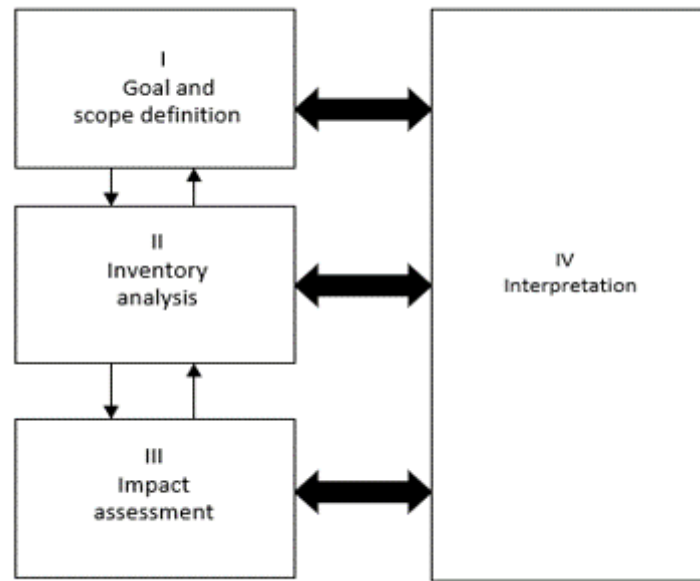 I
Goal and
scope definition
II
Inventory
analysis
III
Impact
assessment
IV
Interpretation